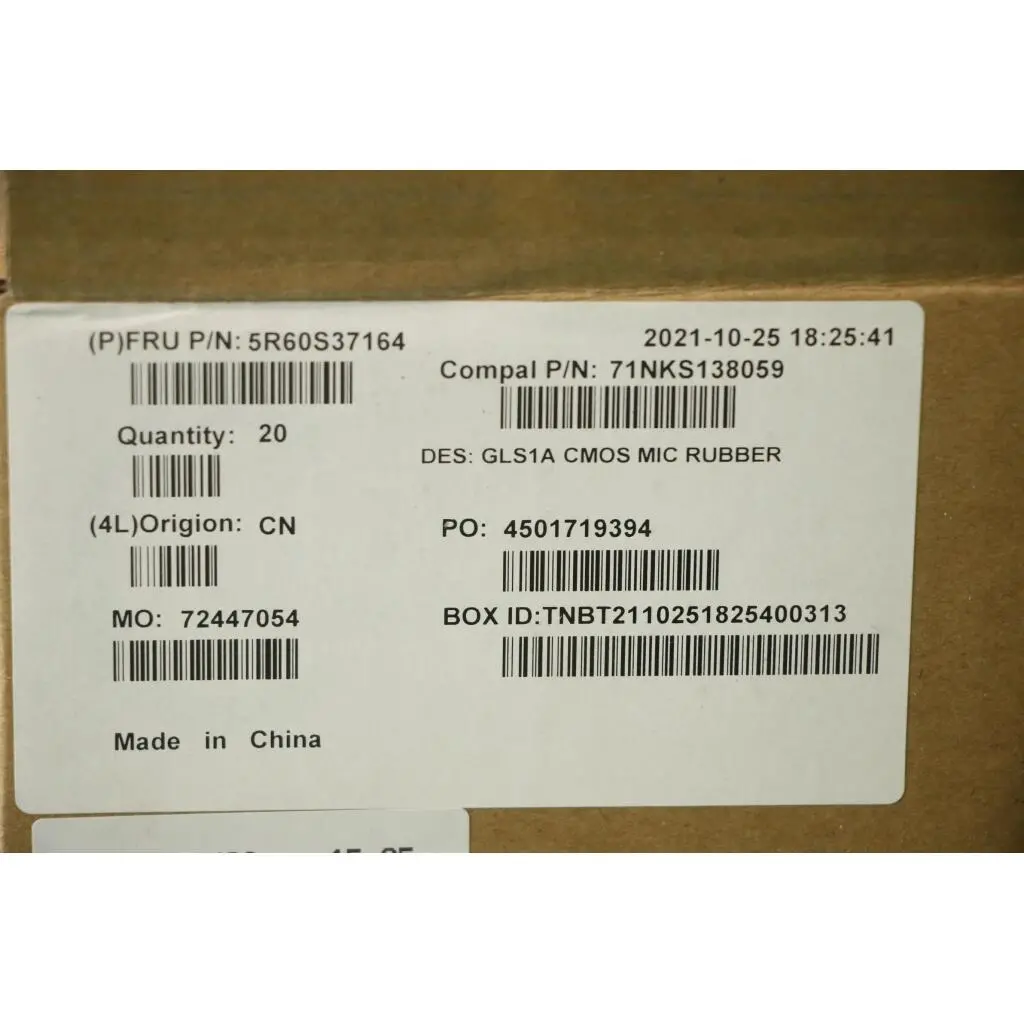 (P)FRU P/N: 5R60S37164
2021-10-25 18:25:41
Compal P/N: 71NKS138059
Quantity: 20
DES: GLS1A CMOS MIC RUBBER
(4L)Origion: CN
PO: 4501719394
MO: 72447054
BOX ID:TNBT2110251825400313
Made in China